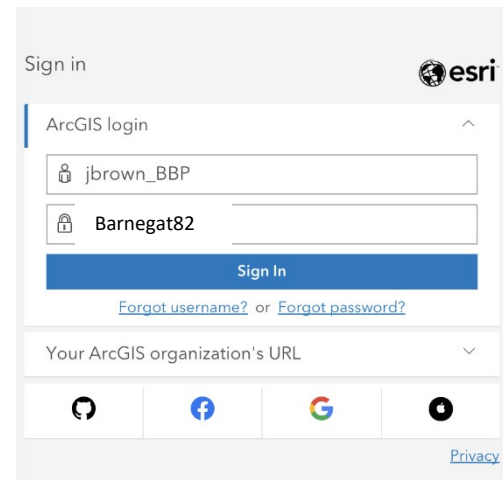 Sign in
esri
ArcGIS login
jbrown_BBP
Barnegat82
Sign In
Forgot username? or Forgot password?
Your ArcGIS organization's URL
Privacy